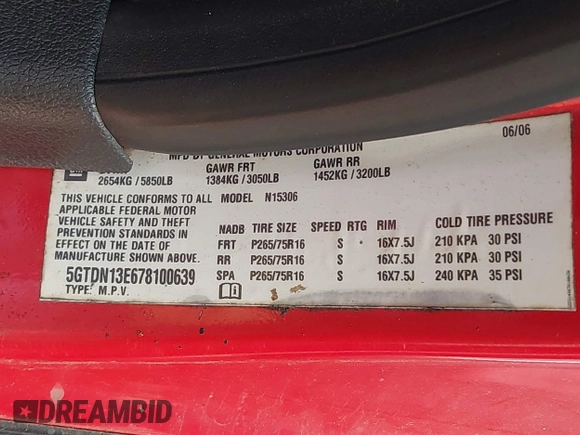 MFD BY GENERAL MOTORS CORPORATION 06/06
GM GAWR FRT GAWR RR
2654KG / 5850LB 1384KG / 3050LB 1452KG / 3200LB
THIS VEHICLE CONFORMS TO ALL MODEL N15306
APPLICABLE FEDERAL MOTOR
VEHICLE SAFETY AND THEFT NADB TIRE SIZE SPEED RTG RIM COLD TIRE PRESSURE
PREVENTION STANDARDS IN FRT P265/75R16 S 16X7.5J 210 KPA 30 PSI
EFFECT ON THE DATE OF RR P265/75R16 S 16X7.5J 210 KPA 30 PSI
MANUFACTURE SHOWN ABOVE.
5GTDN13E678100639 SPA P265/75R16 S 16X7.5J 240 KPA 35 PSI
TYPE: M.P.V.
DREAMBID